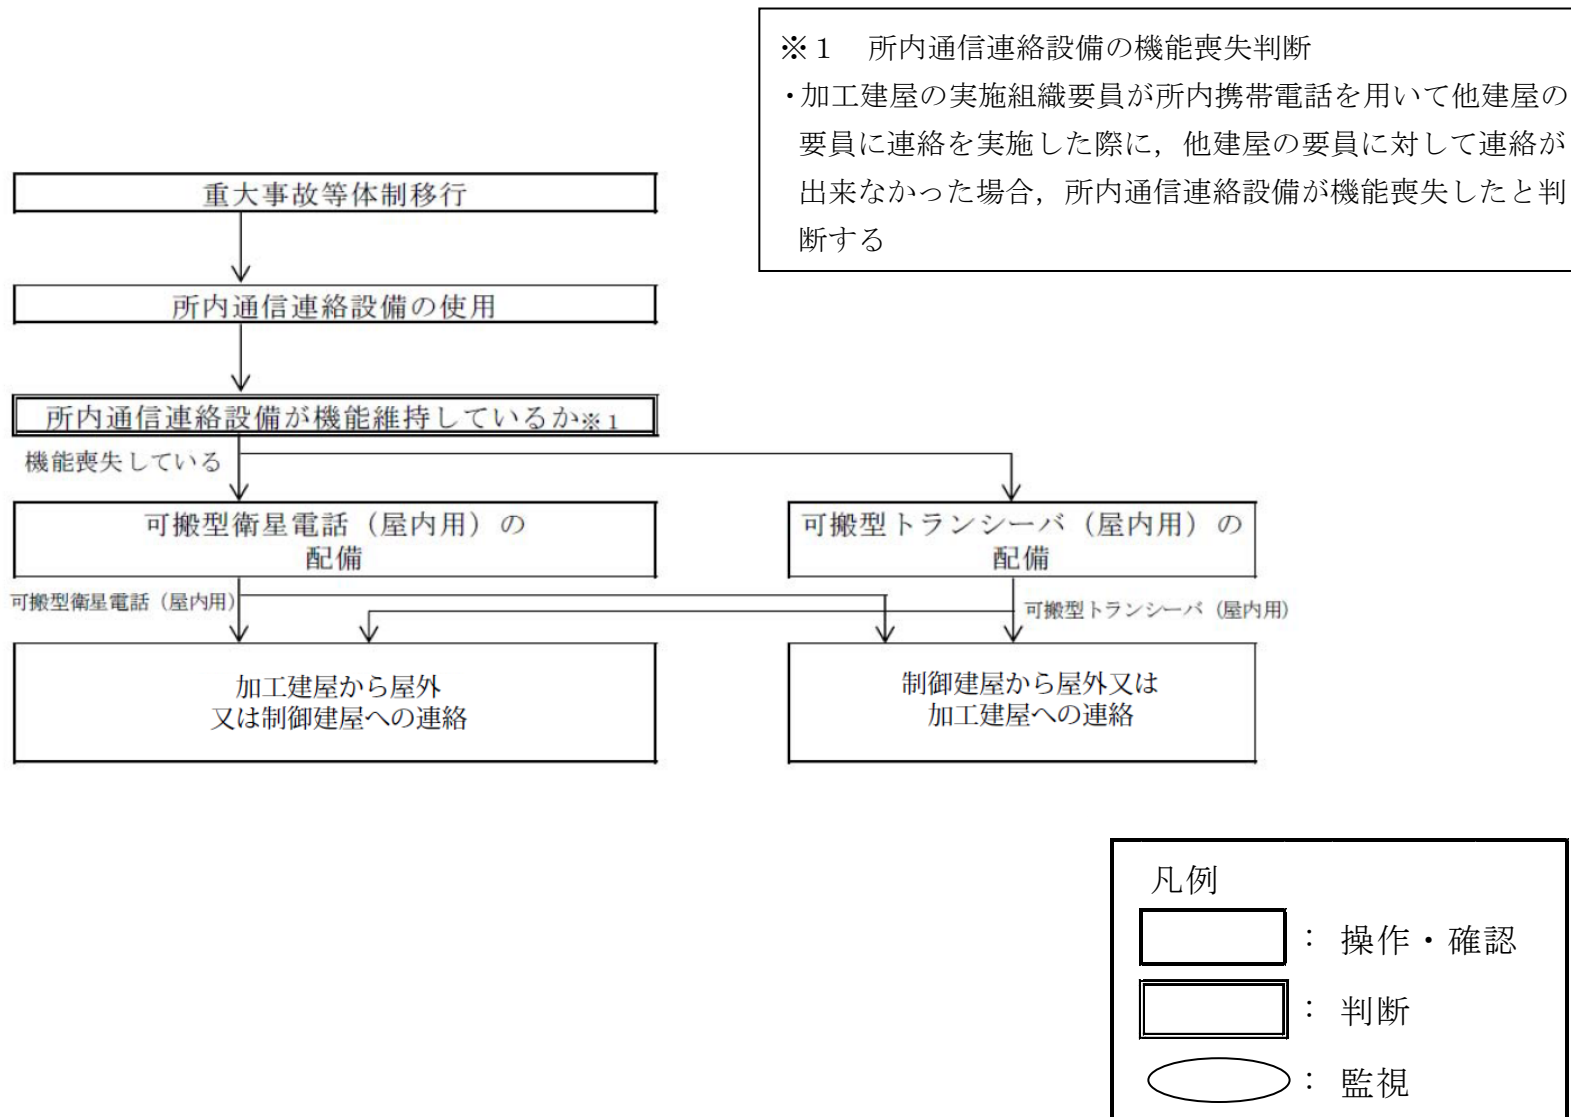 ※１　所内通信連絡設備の機能喪失判断
・加工建屋の実施組織要員が所内携帯電話を用いて他建屋の
要員に連絡を実施した際に，他建屋の要員に対して連絡が
出来なかった場合，所内通信連絡設備が機能喪失したと判
断する
重大事故等体制移行
所内通信連絡設備の使用
所内通信連絡設備が機能維持しているか※1
機能喪失している
可搬型衛星電話（屋内用）の
配備
可搬型トランシーバ（屋内用）の
配備
可搬型衛星電話（屋内用）
可搬型トランシーバ（屋内用）
加工建屋から屋外
又は制御建屋への連絡
制御建屋から屋外又は
加工建屋への連絡
凡例
：操作・確認
：判断
：監視